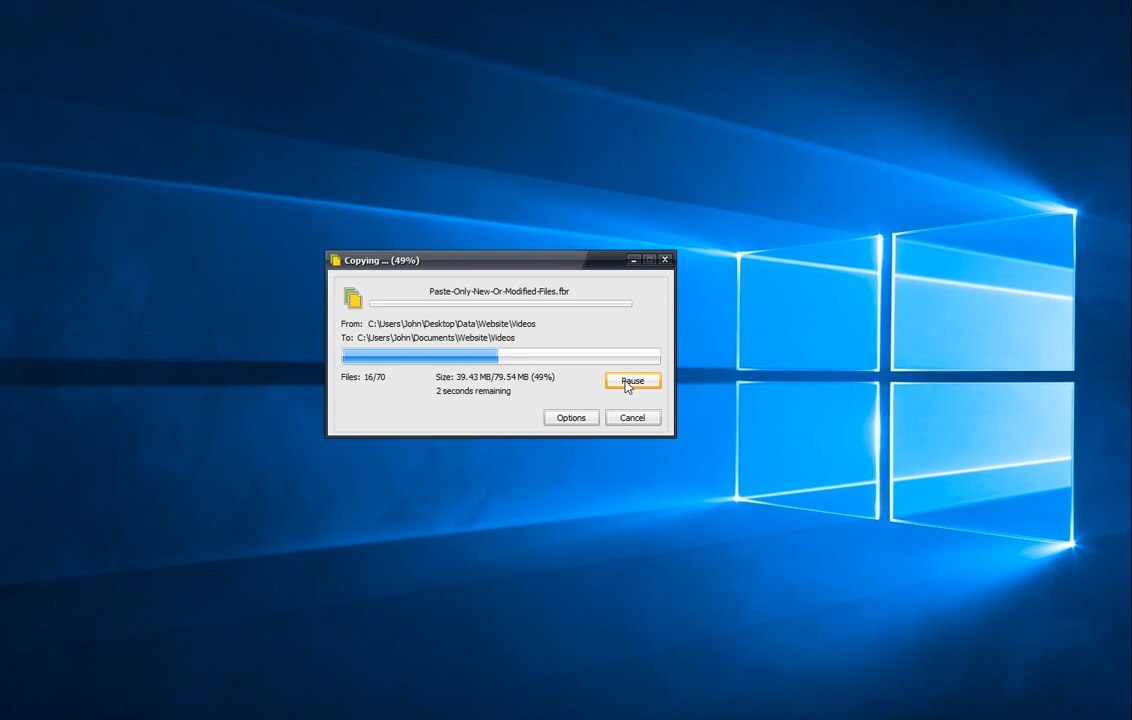 Copying ... (49%)
Paste-Only-New-Or-Modified-Files.fbr
From: C:\Users\John\Desktop\Data\Website\Videos
To: C:\Users\John\Documents\Website\Videos
Files: 16/70 Size: 39.43 MB/79.54 MB (49%)
Pause
2 seconds remaining
Options Cancel